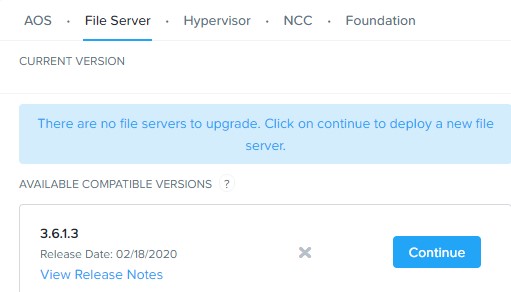 AOS · File Server · Hypervisor · NCC · Foundation
CURRENT VERSION
There are no file servers to upgrade. Click on continue to deploy a new file
server.
AVAILABLE COMPATIBLE VERSIONS ?
3.6.1.3
Release Date: 02/18/2020
Continue
View Release Notes